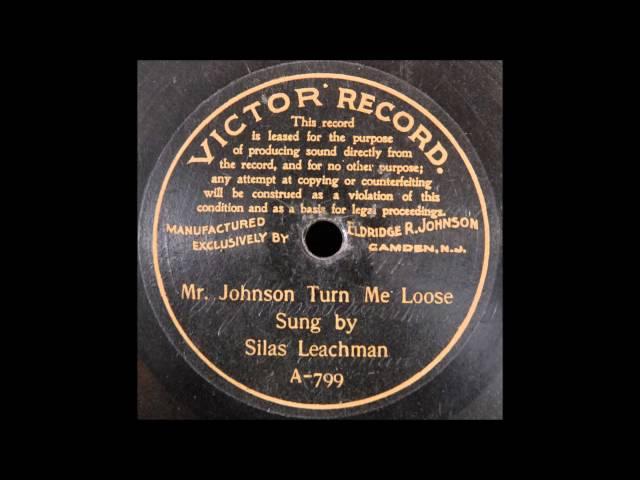 VICTOR RECORD.
This record
is leased for the purpose
of producing sound directly from
the record, and for no other purpose;
any attempt at copying or counterfeiting
will be construed as a violation of this
condition and as a basis for legal proceedings.
MANUFACTURED ELDRIDGE R. JOHNSON
EXCLUSIVELY BY CAMDEN, N.J.
Mr. Johnson Turn Me Loose
Sung by
Silas Leachman
A-799